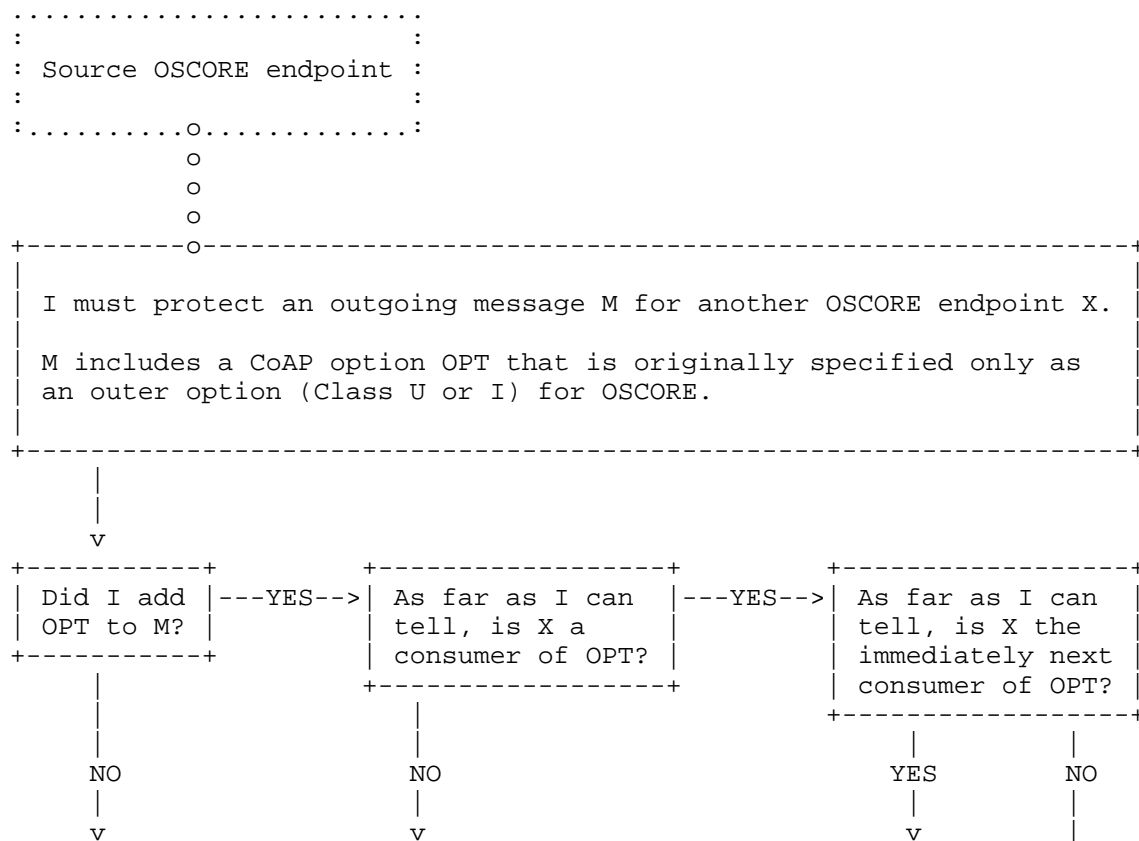 Source OSCORE endpoint
I must protect an outgoing message M for another OSCORE endpoint X.
M includes a CoAP option OPT that is originally specified only as
an outer option (Class U or I) for OSCORE.
Did I add
OPT to M?
YES
As far as I can
tell, is X a
consumer of OPT?
YES
As far as I can
tell, is X the
immediately next
consumer of OPT?
NO
NO
YES
NO